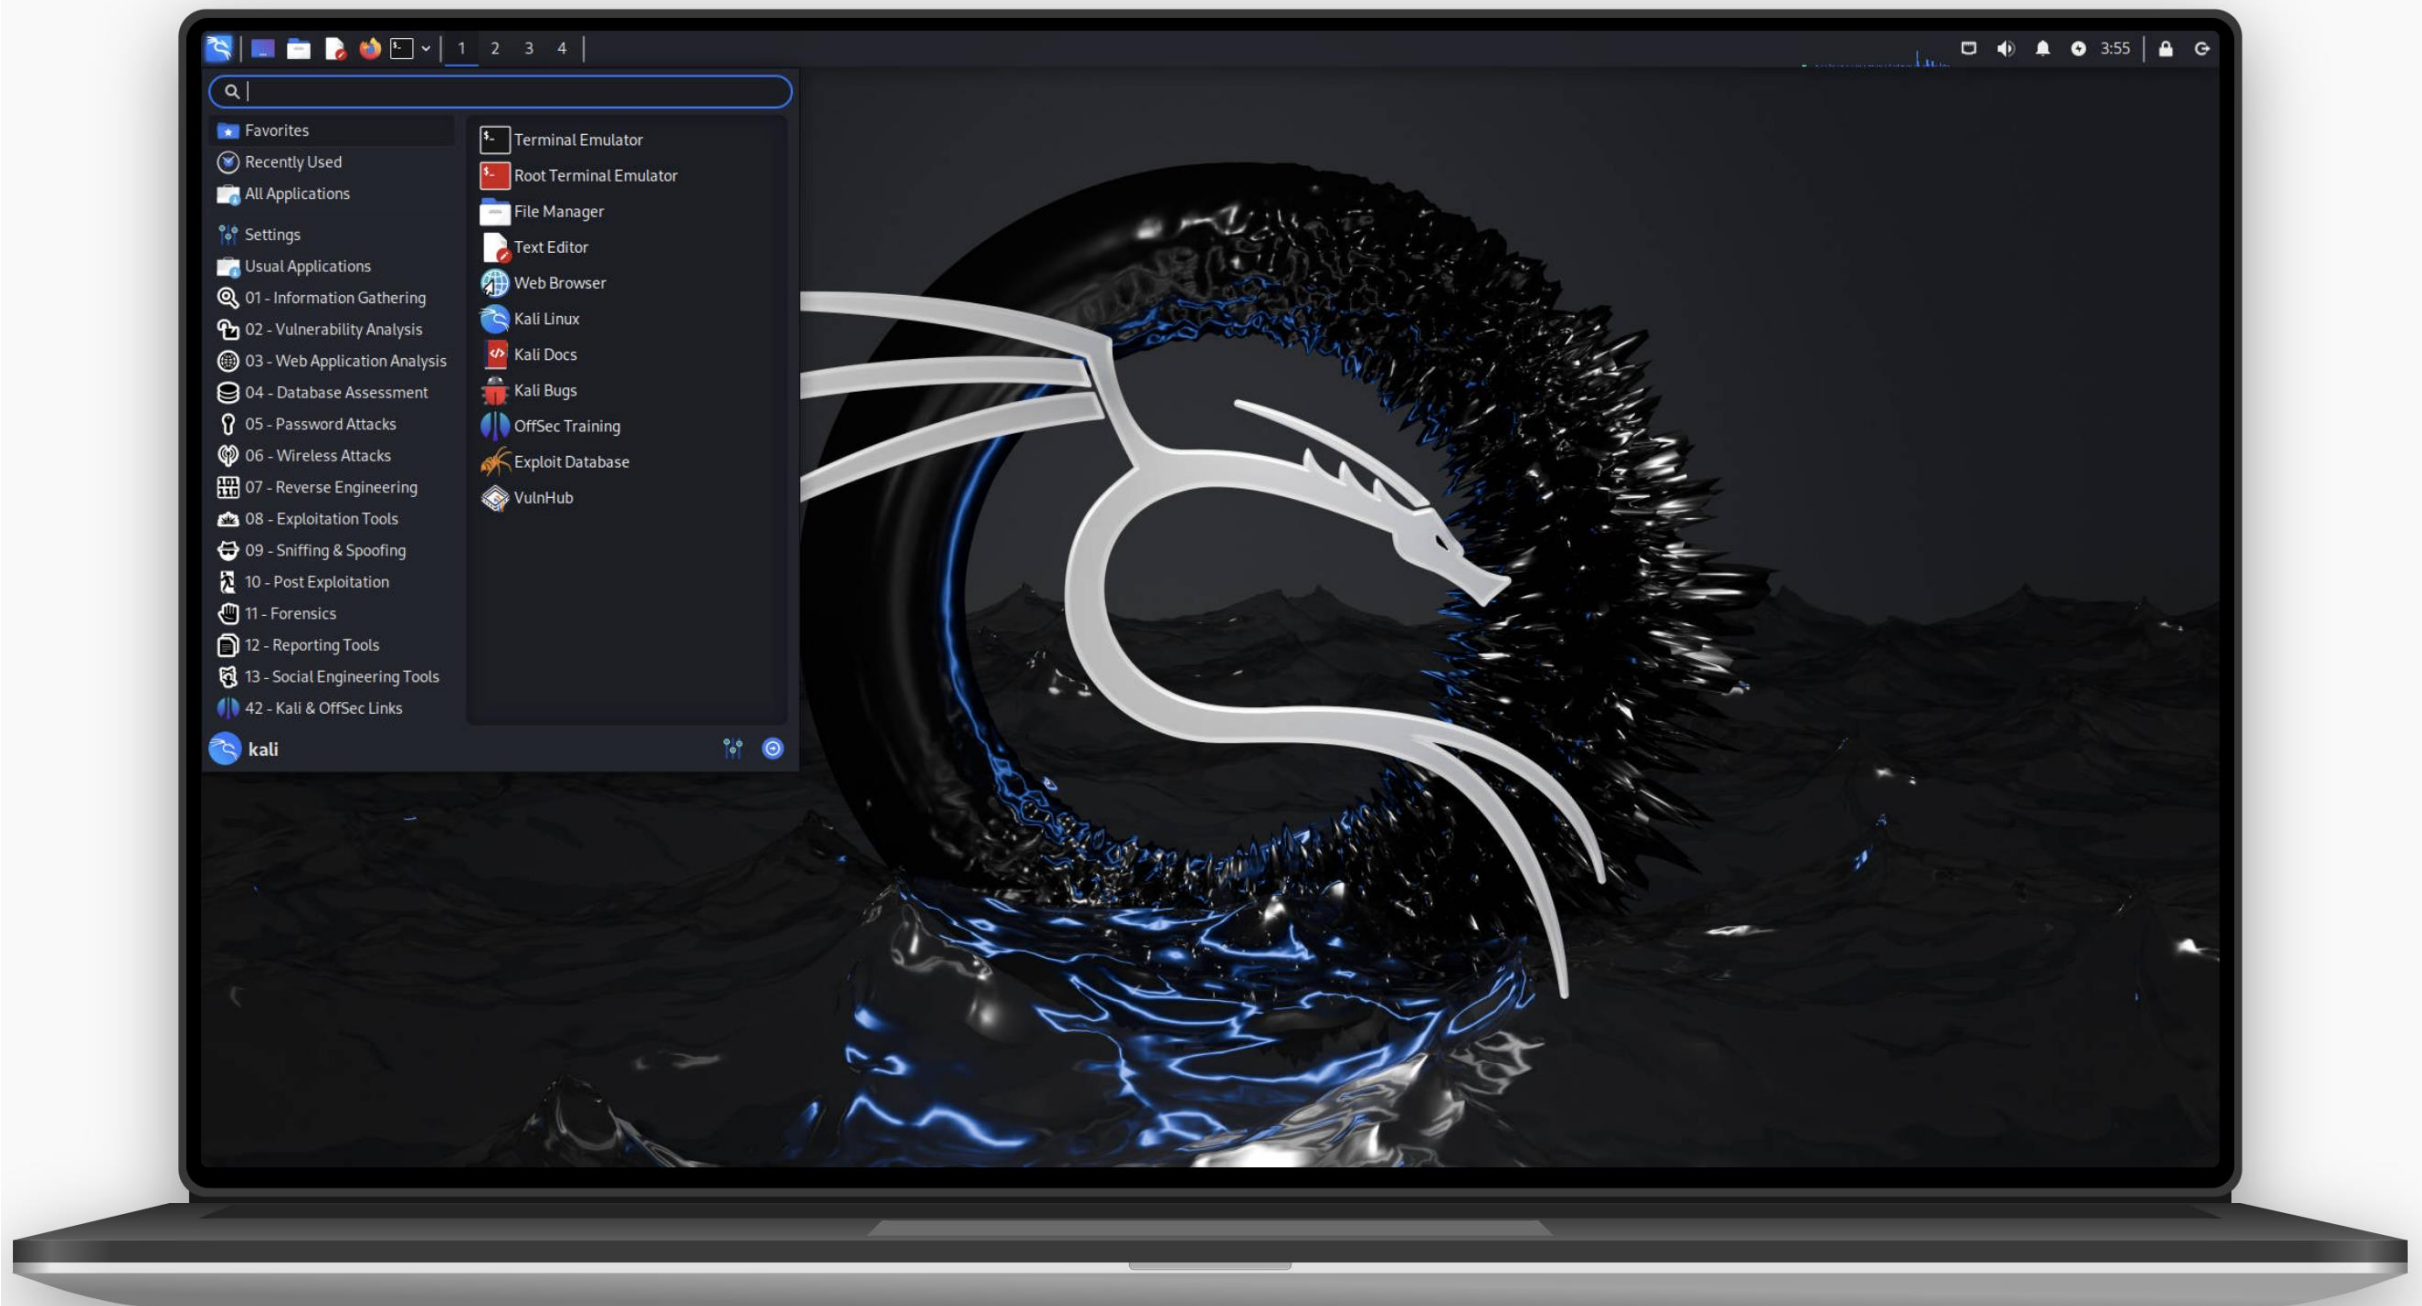 1 2 3 4
3:55
Favorites
Recently Used
All Applications
Settings
Usual Applications
01 - Information Gathering
02 - Vulnerability Analysis
03 - Web Application Analysis
04 - Database Assessment
05 - Password Attacks
06 - Wireless Attacks
07 - Reverse Engineering
08 - Exploitation Tools
09 - Sniffing & Spoofing
10 - Post Exploitation
11 - Forensics
12 - Reporting Tools
13 - Social Engineering Tools
42 - Kali & OffSec Links
Terminal Emulator
Root Terminal Emulator
File Manager
Text Editor
Web Browser
Kali Linux
Kali Docs
Kali Bugs
OffSec Training
Exploit Database
VulnHub
kali